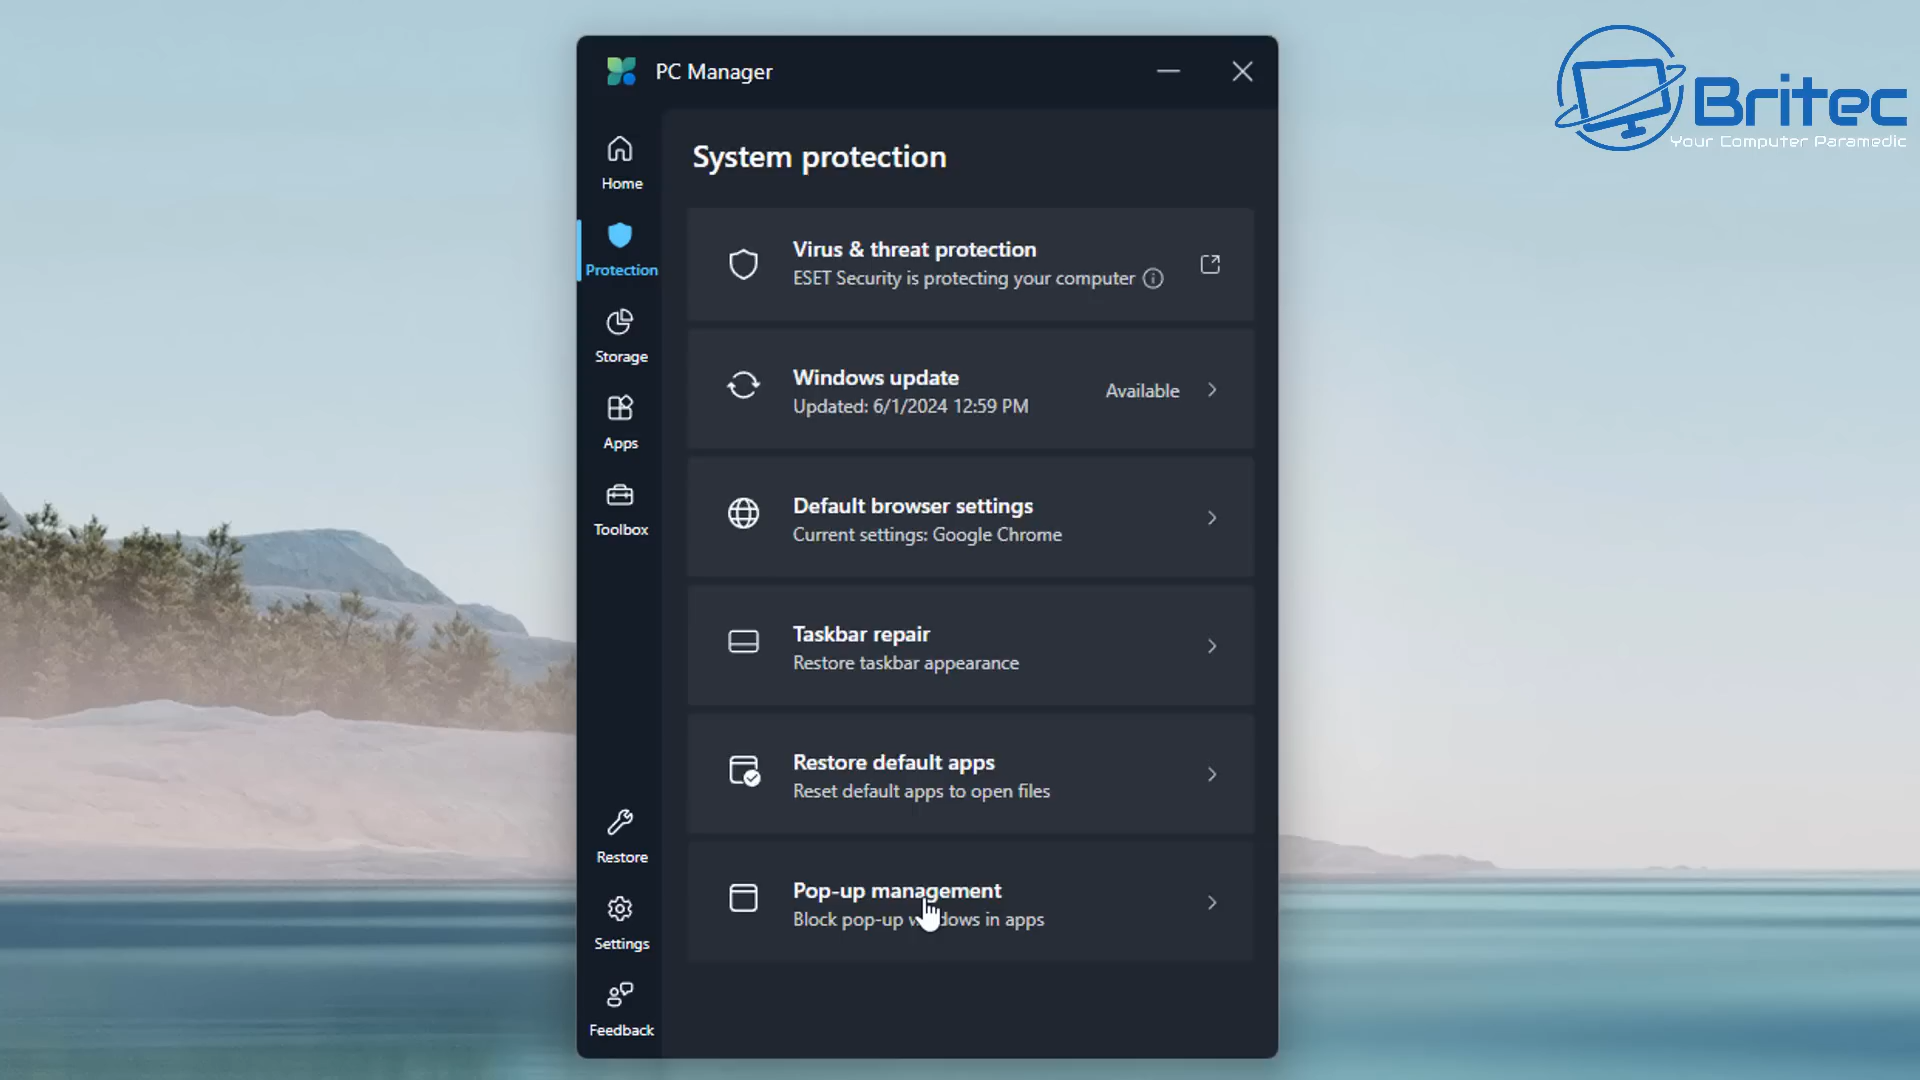 PC Manager
Britec
Your Computer Paramedic
Home
System protection
Protection
Virus & threat protection
ESET Security is protecting your computer
Storage
Windows update
Updated: 6/1/2024 12:59 PM
Available
Apps
Default browser settings
Current settings: Google Chrome
Toolbox
Taskbar repair
Restore taskbar appearance
Restore default apps
Reset default apps to open files
Restore
Pop-up management
Block pop-up windows in apps
Settings
Feedback